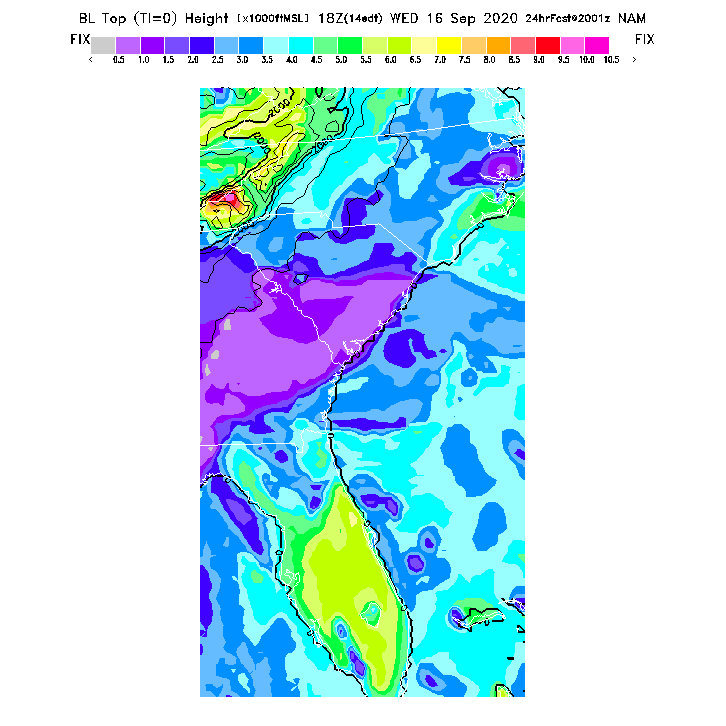 BL Top (TI=0) Height [x1000ftMSL] 18Z(14edt) WED 16 Sep 2020 24hrFcst@2001z NAM
FIX FIX
< 0.5 1.0 1.5 2.0 2.5 3.0 3.5 4.0 4.5 5.0 5.5 6.0 6.5 7.0 7.5 8.0 8.5 9.0 9.5 10.0 10.5 >
2000
2000
2000